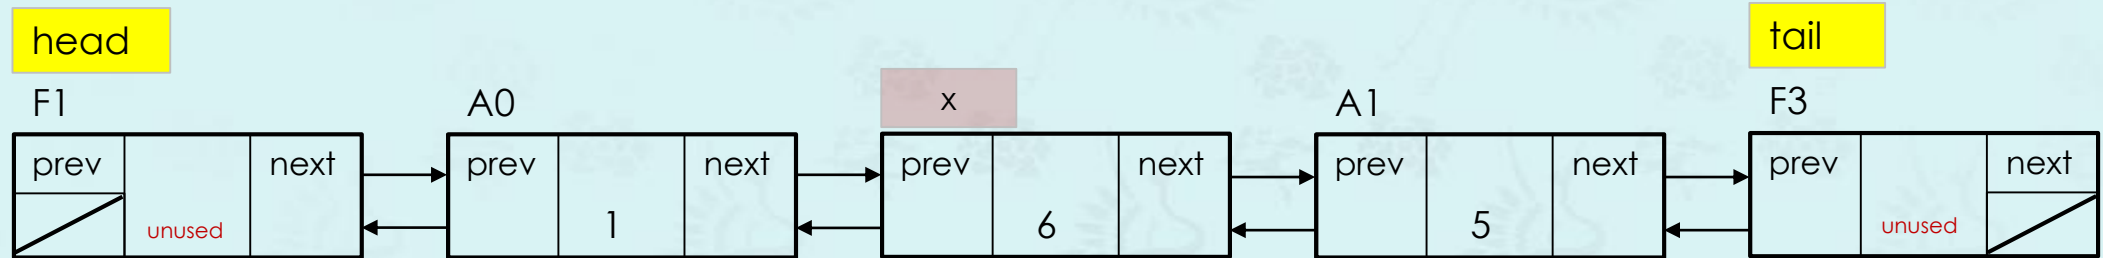 head
tail
F1
A0
x
A1
F3
prev
next
prev
next
prev
next
prev
next
prev
next
unused
1
6
5
unused